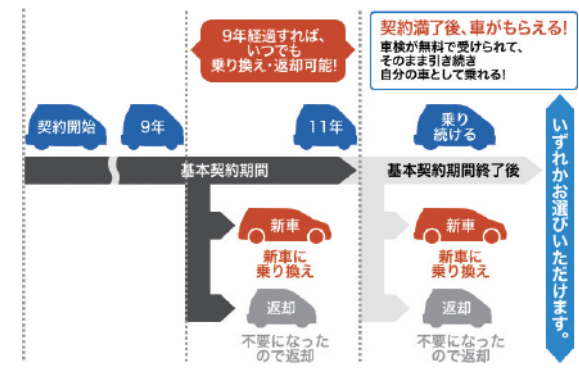 9年経過すれば、
いつでも
乗り換え・返却可能!
契約満了後、車がもらえる!
車検が無料で受けられて、
そのまま引き続き
自分の車として乗れる!
契約開始
9年
11年
乗り
続ける
基本契約期間
基本契約期間終了後
新車
新車に
乗り換え
返却
不要になった
ので返却
新車
新車に
乗り換え
返却
不要になった
ので返却
いずれかお選びいただけます。